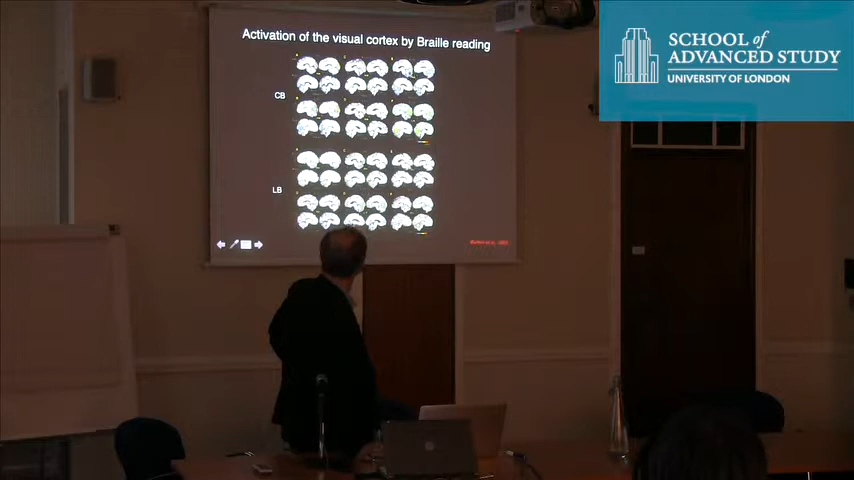 Activation of the visual cortex by Braille reading
CB
LB
SCHOOL of
ADVANCED STUDY
UNIVERSITY OF LONDON